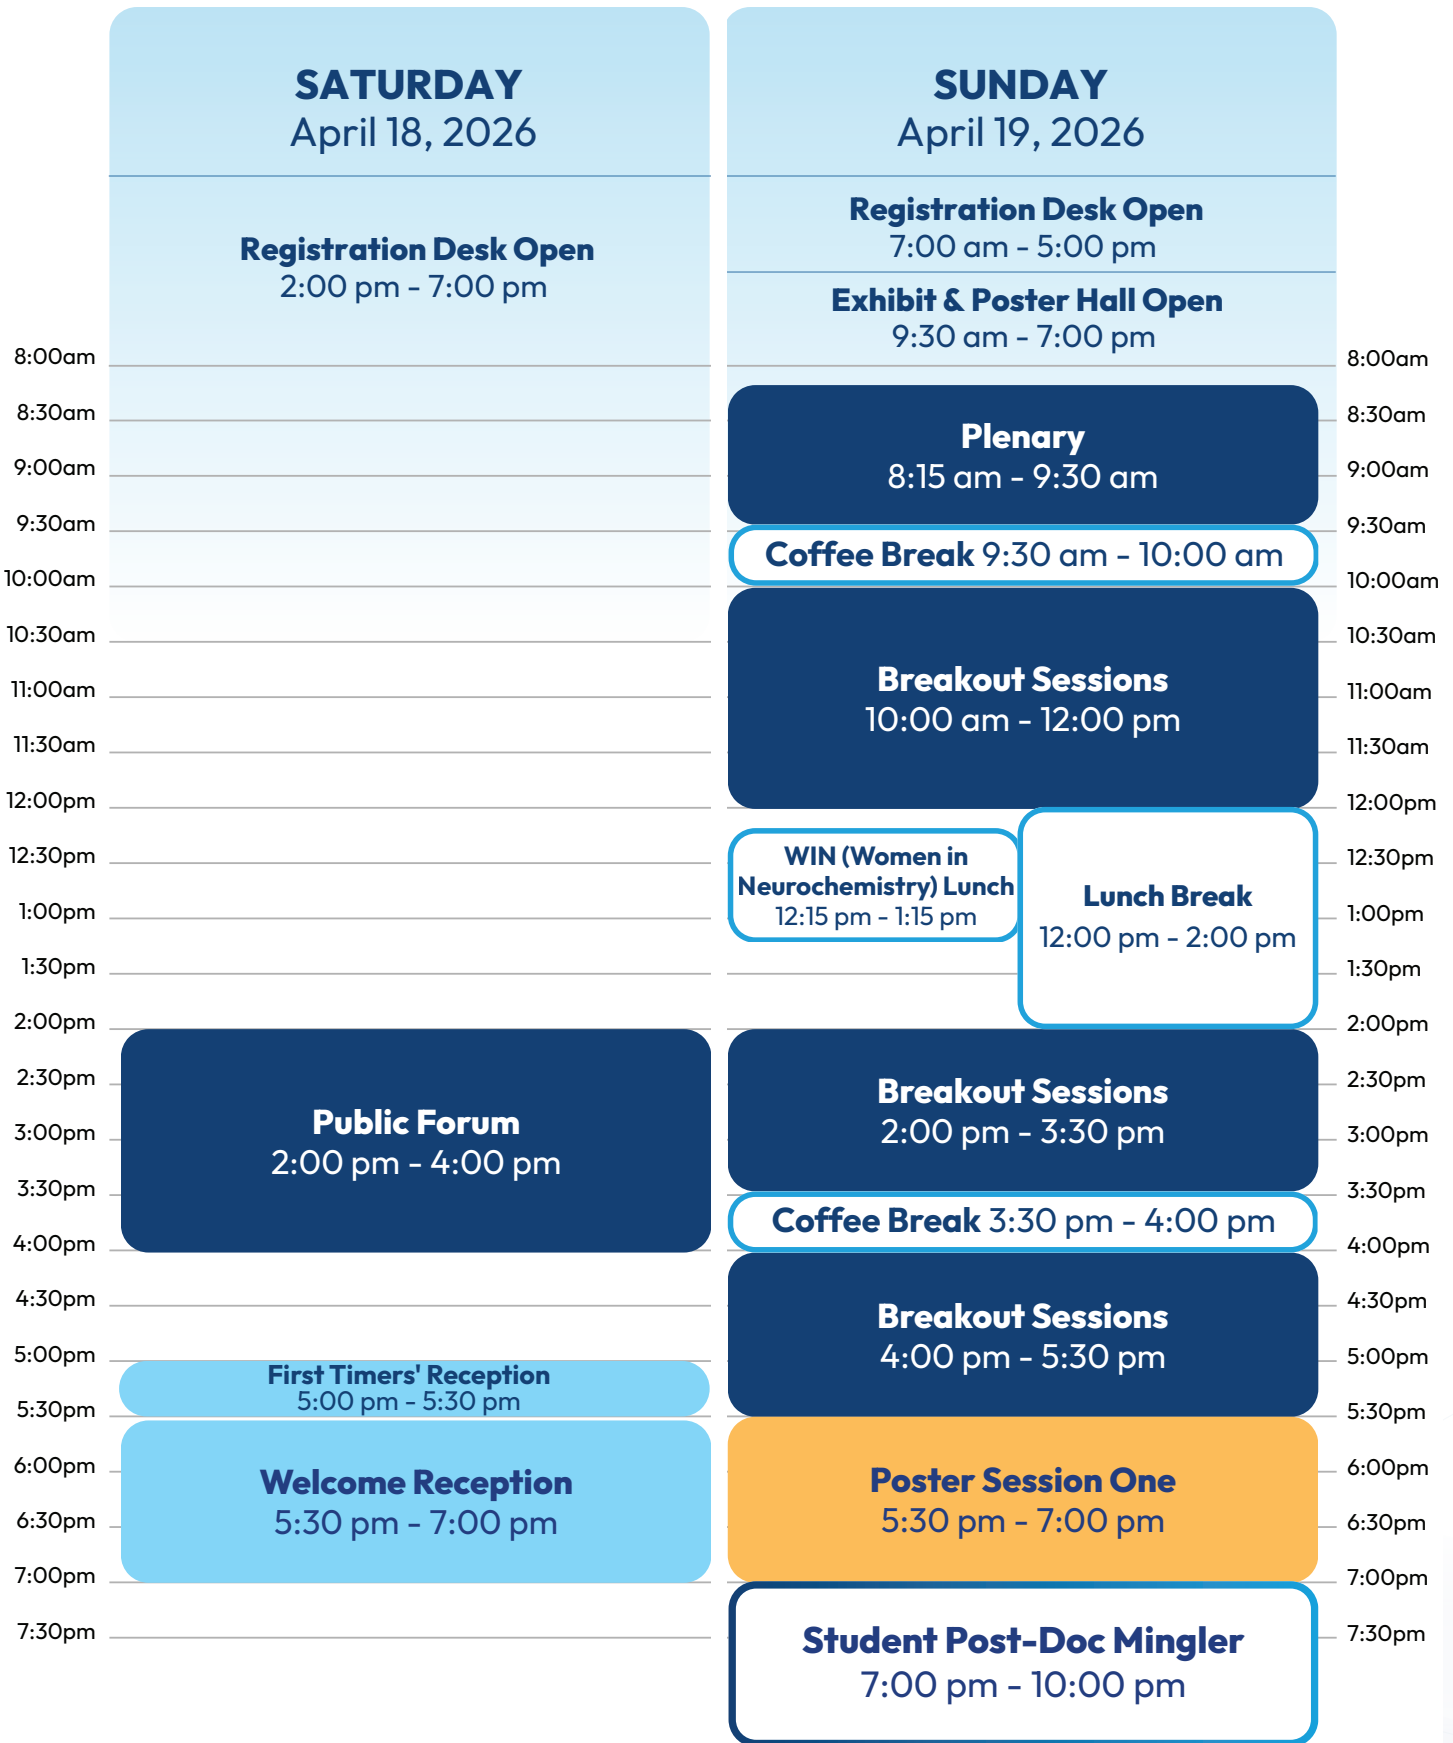 SATURDAY
April 18, 2026
Registration Desk Open
2:00 pm - 7:00 pm
8:00am
8:30am
9:00am
9:30am
10:00am
10:30am
11:00am
11:30am
12:00pm
12:30pm
1:00pm
1:30pm
2:00pm
2:30pm
3:00pm
3:30pm
4:00pm
4:30pm
5:00pm
5:30pm
6:00pm
6:30pm
7:00pm
7:30pm
Public Forum
2:00 pm - 4:00 pm
First Timers' Reception
5:00 pm - 5:30 pm
Welcome Reception
5:30 pm - 7:00 pm
SUNDAY
April 19, 2026
Registration Desk Open
7:00 am - 5:00 pm
Exhibit & Poster Hall Open
9:30 am - 7:00 pm
Plenary
8:15 am - 9:30 am
Coffee Break 9:30 am - 10:00 am
Breakout Sessions
10:00 am - 12:00 pm
WIN (Women in
Neurochemistry) Lunch
12:15 pm - 1:15 pm
Lunch Break
12:00 pm - 2:00 pm
Breakout Sessions
2:00 pm - 3:30 pm
Coffee Break 3:30 pm - 4:00 pm
Breakout Sessions
4:00 pm - 5:30 pm
Poster Session One
5:30 pm - 7:00 pm
Student Post-Doc Mingler
7:00 pm - 10:00 pm
8:00am
8:30am
9:00am
9:30am
10:00am
10:30am
11:00am
11:30am
12:00pm
12:30pm
1:00pm
1:30pm
2:00pm
2:30pm
3:00pm
3:30pm
4:00pm
4:30pm
5:00pm
5:30pm
6:00pm
6:30pm
7:00pm
7:30pm